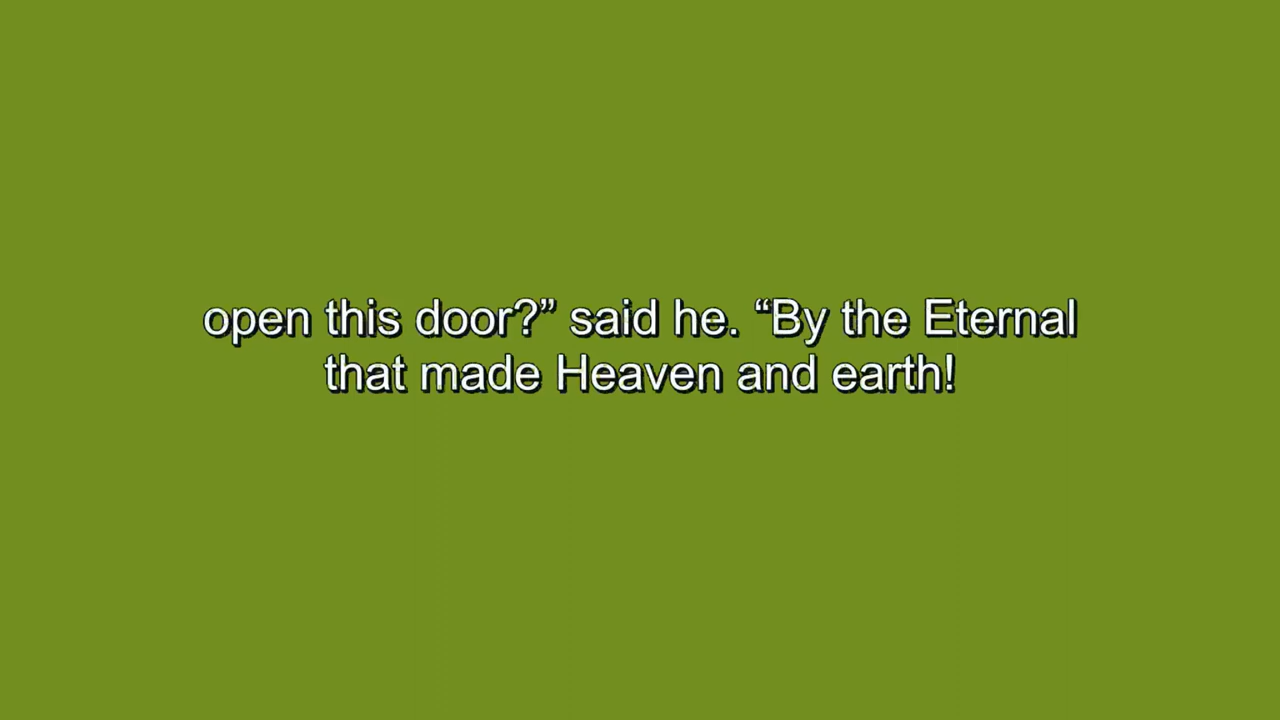 open this door?” said he. “By the Eternal
that made Heaven and earth!